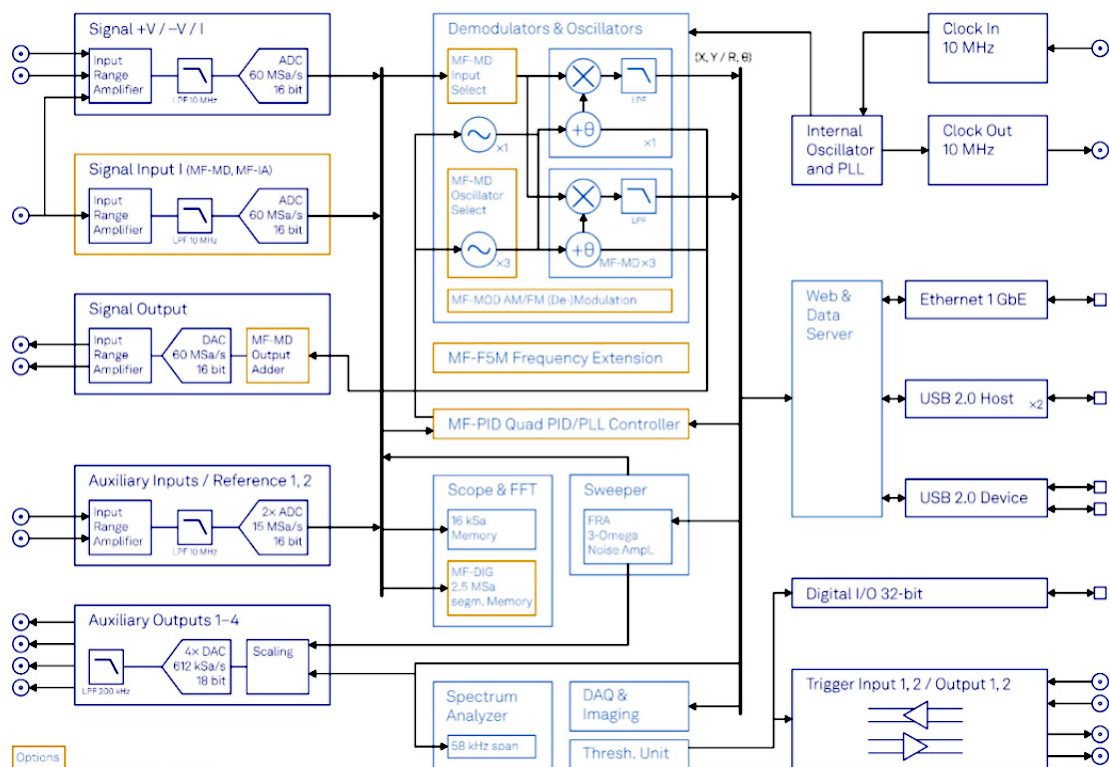 Signal +V / −V / I
Input
Range
Amplifier
LPF 10 MHz
ADC
60 MSa/s
16 bit
Signal Input I (MF-MD, MF-IA)
Input
Range
Amplifier
LPF 10 MHz
ADC
60 MSa/s
16 bit
Signal Output
Input
Range
Amplifier
DAC
60 MSa/s
16 bit
MF-MD
Output
Adder
Auxiliary Inputs / Reference 1, 2
Input
Range
Amplifier
LPF 10 MHz
2× ADC
15 MSa/s
16 bit
Auxiliary Outputs 1–4
LPF 200 kHz
4× DAC
612 kSa/s
18 bit
Scaling
Options
Demodulators & Oscillators
MF-MD
Input
Select
×1
MF-MD
Oscillator
Select
×3
LPF
+θ
×1
LPF
+θ
MF-MD ×3
(X, Y / R, θ)
MF-MOD AM/FM (De-)Modulation
MF-F5M Frequency Extension
MF-PID Quad PID/PLL Controller
Scope & FFT
16 kSa
Memory
MF-DIG
2.5 MSa
segm. Memory
Sweeper
FRA
3-Omega
Noise Ampl.
Spectrum
Analyzer
58 kHz span
DAQ &
Imaging
Thresh. Unit
Clock In
10 MHz
Internal
Oscillator
and PLL
Clock Out
10 MHz
Web &
Data
Server
Ethernet 1 GbE
USB 2.0 Host
×2
USB 2.0 Device
Digital I/O 32-bit
Trigger Input 1, 2 / Output 1, 2